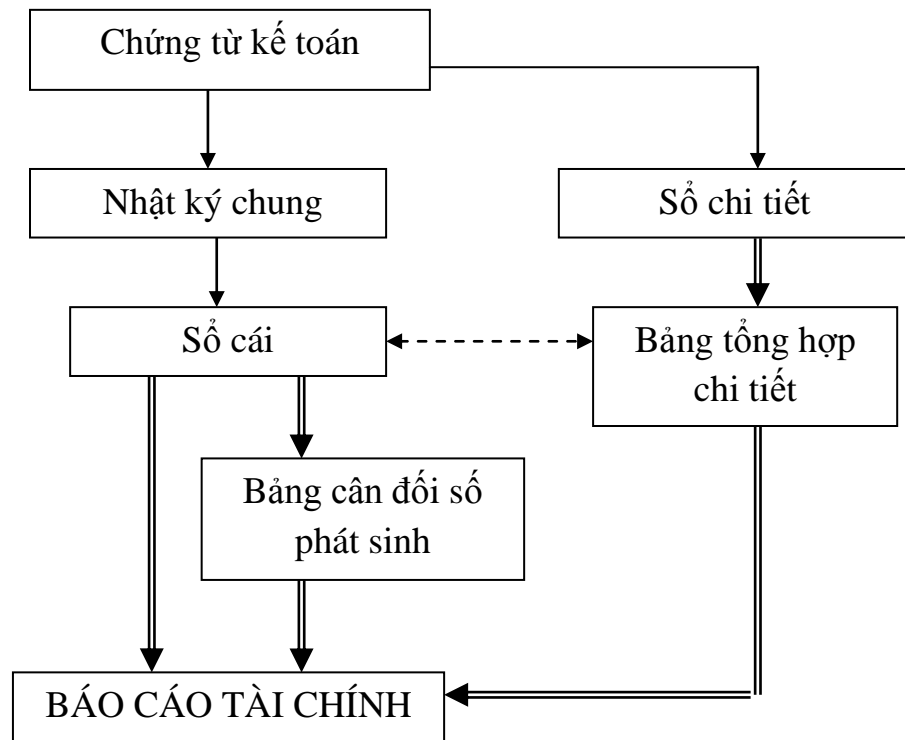 Chứng từ kế toán
Nhật ký chung
Sổ chi tiết
Sổ cái
Bảng tổng hợp
chi tiết
Bảng cân đối số
phát sinh
BÁO CÁO TÀI CHÍNH